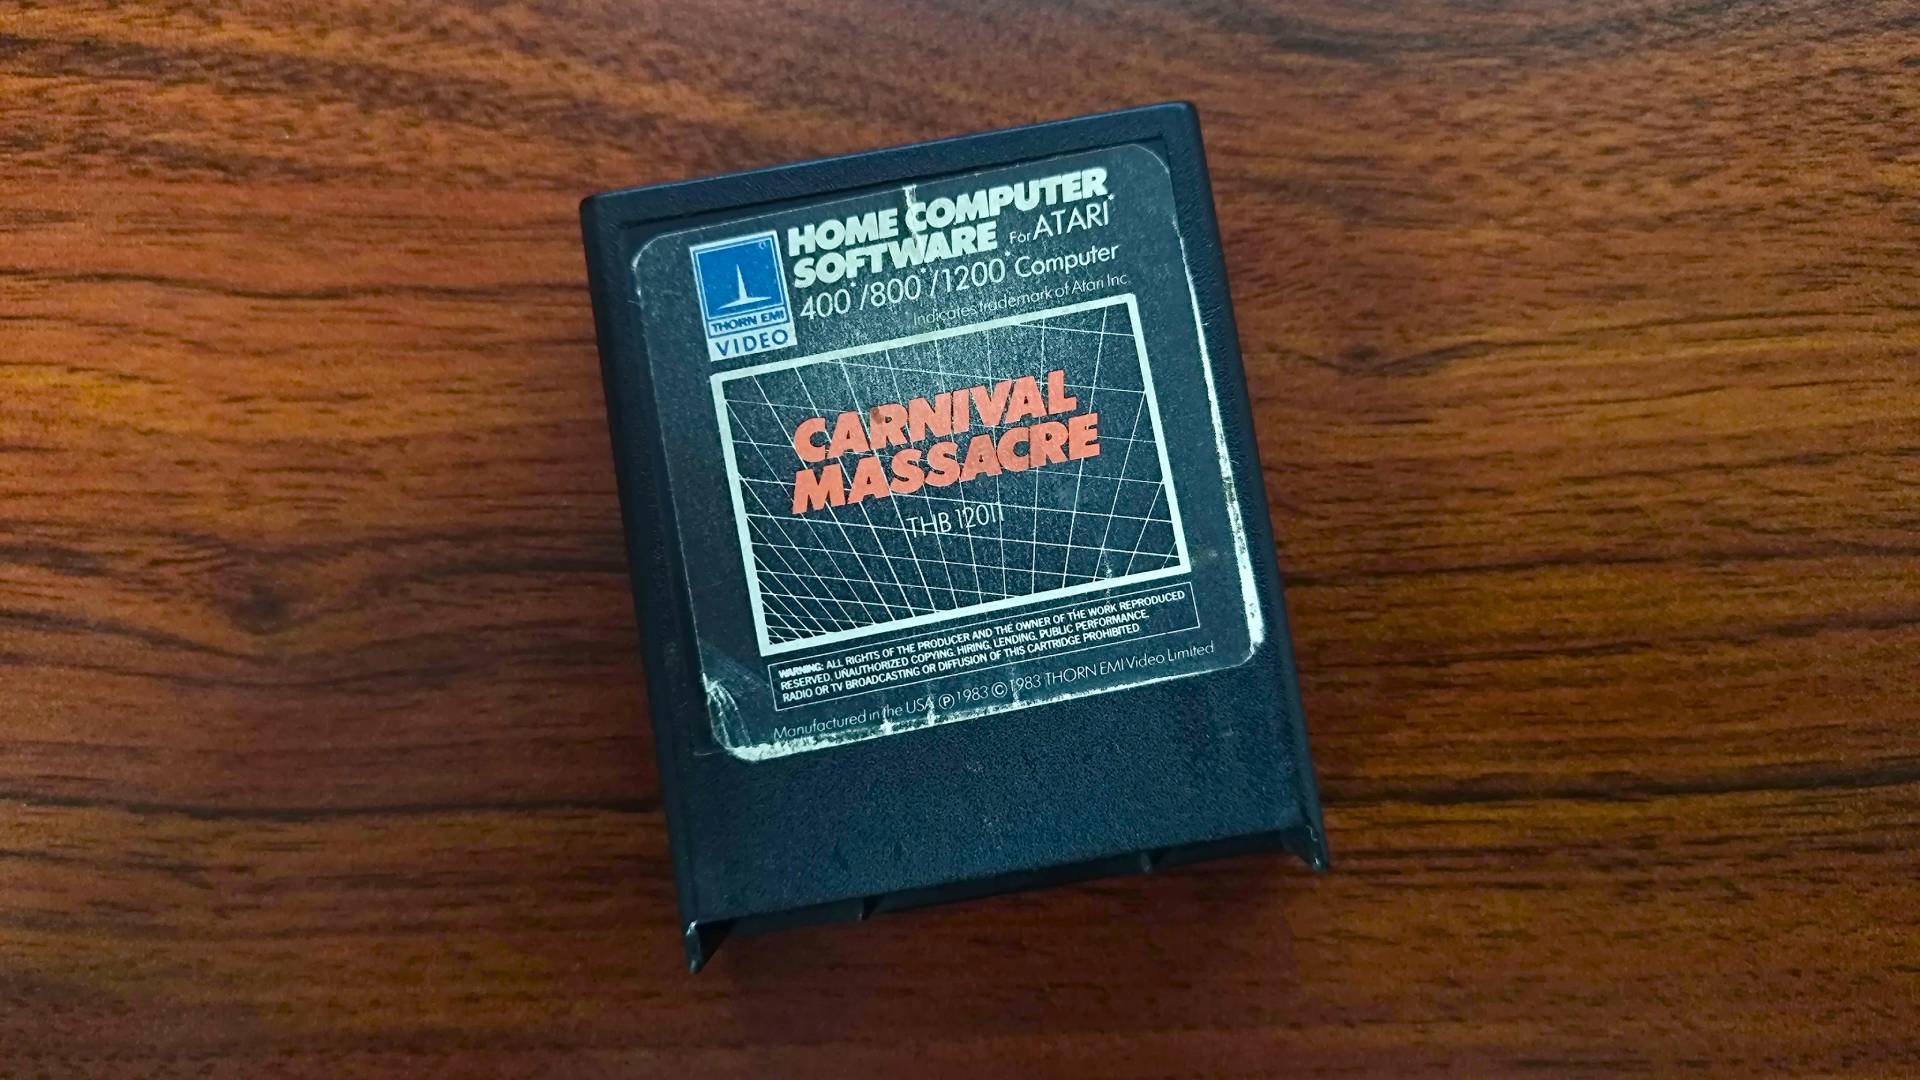 HOME COMPUTER
SOFTWARE For ATARI*
400*/800*/1200* Computer
Indicates trademark of Atari Inc
THORN EMI
VIDEO
CARNIVAL
MASSACRE
THB 12011
WARNING: ALL RIGHTS OF THE PRODUCER AND THE OWNER OF THE WORK REPRODUCED
RESERVED. UNAUTHORIZED COPYING, HIRING, LENDING, PUBLIC PERFORMANCE,
RADIO OR TV BROADCASTING OR DIFFUSION OF THIS CARTRIDGE PROHIBITED
Manufactured in the USA ℗ 1983 © 1983 THORN EMI Video Limited